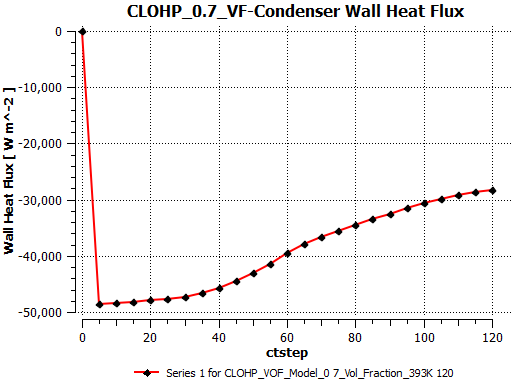 CLOHP_0.7_VF-Condenser Wall Heat Flux
Wall Heat Flux [ W m^-2 ]
0
-10,000
-20,000
-30,000
-40,000
-50,000
0 20 40 60 80 100 120
ctstep
Series 1 for CLOHP_VOF_Model_0 7_Vol_Fraction_393K 120